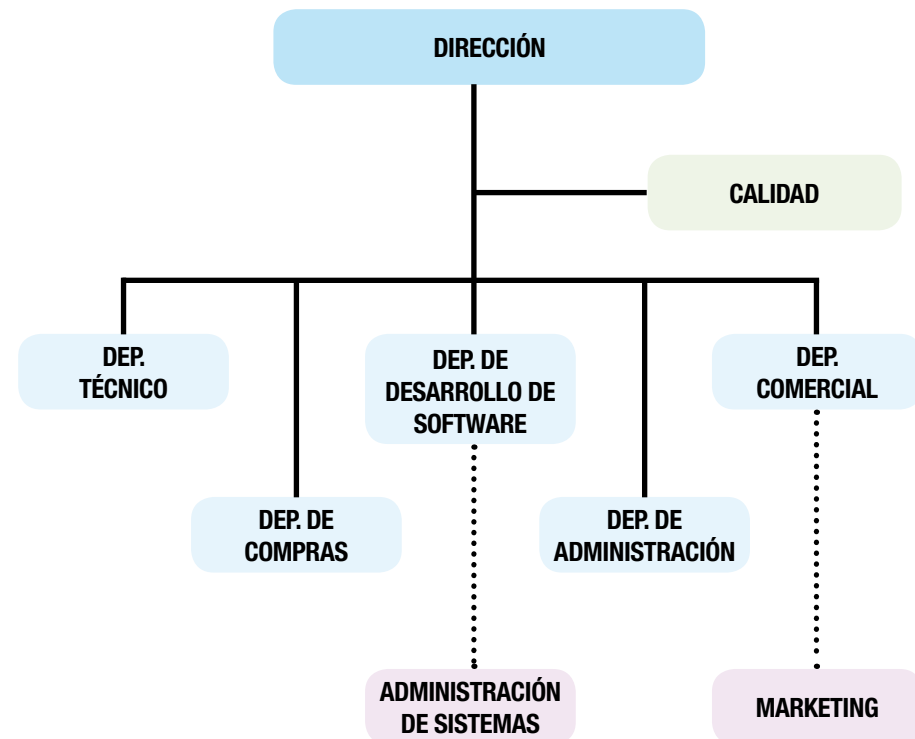 DIRECCIÓN
CALIDAD
DEP.
TÉCNICO
DEP. DE
DESARROLLO DE
SOFTWARE
DEP.
COMERCIAL
DEP. DE
COMPRAS
DEP. DE
ADMINISTRACIÓN
ADMINISTRACIÓN
DE SISTEMAS
MARKETING